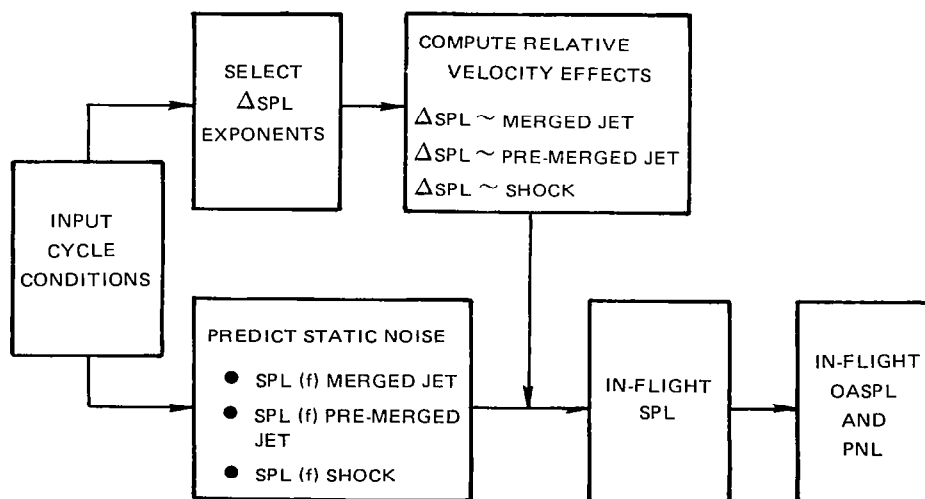 SELECT
ΔSPL
EXPONENTS
COMPUTE RELATIVE
VELOCITY EFFECTS
ΔSPL ~ MERGED JET
ΔSPL ~ PRE-MERGED JET
ΔSPL ~ SHOCK
INPUT
CYCLE
CONDITIONS
PREDICT STATIC NOISE
● SPL (f) MERGED JET
● SPL (f) PRE-MERGED
JET
● SPL (f) SHOCK
IN-FLIGHT
SPL
IN-FLIGHT
OASPL
AND
PNL